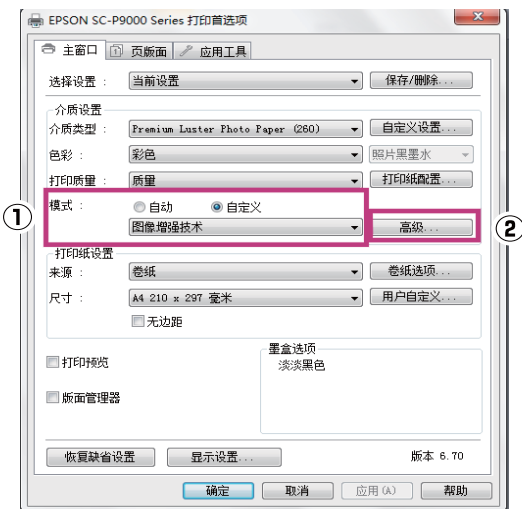 EPSON SC-P9000 Series 打印首选项
主窗口 页版面 应用工具
选择设置： 当前设置 保存/删除...
介质设置
介质类型： Premium Luster Photo Paper (260) 自定义设置...
色彩： 彩色 照片黑墨水
打印质量： 质量 打印纸配置...
模式： 自动 自定义
① 图像增强技术 高级... ②
打印纸设置
来源： 卷纸 卷纸选项...
尺寸： A4 210 x 297 毫米 用户自定义...
无边距
墨盒选项
打印预览 淡淡黑色
版面管理器
恢复缺省设置 显示设置... 版本 6.70
确定 取消 应用(A) 帮助